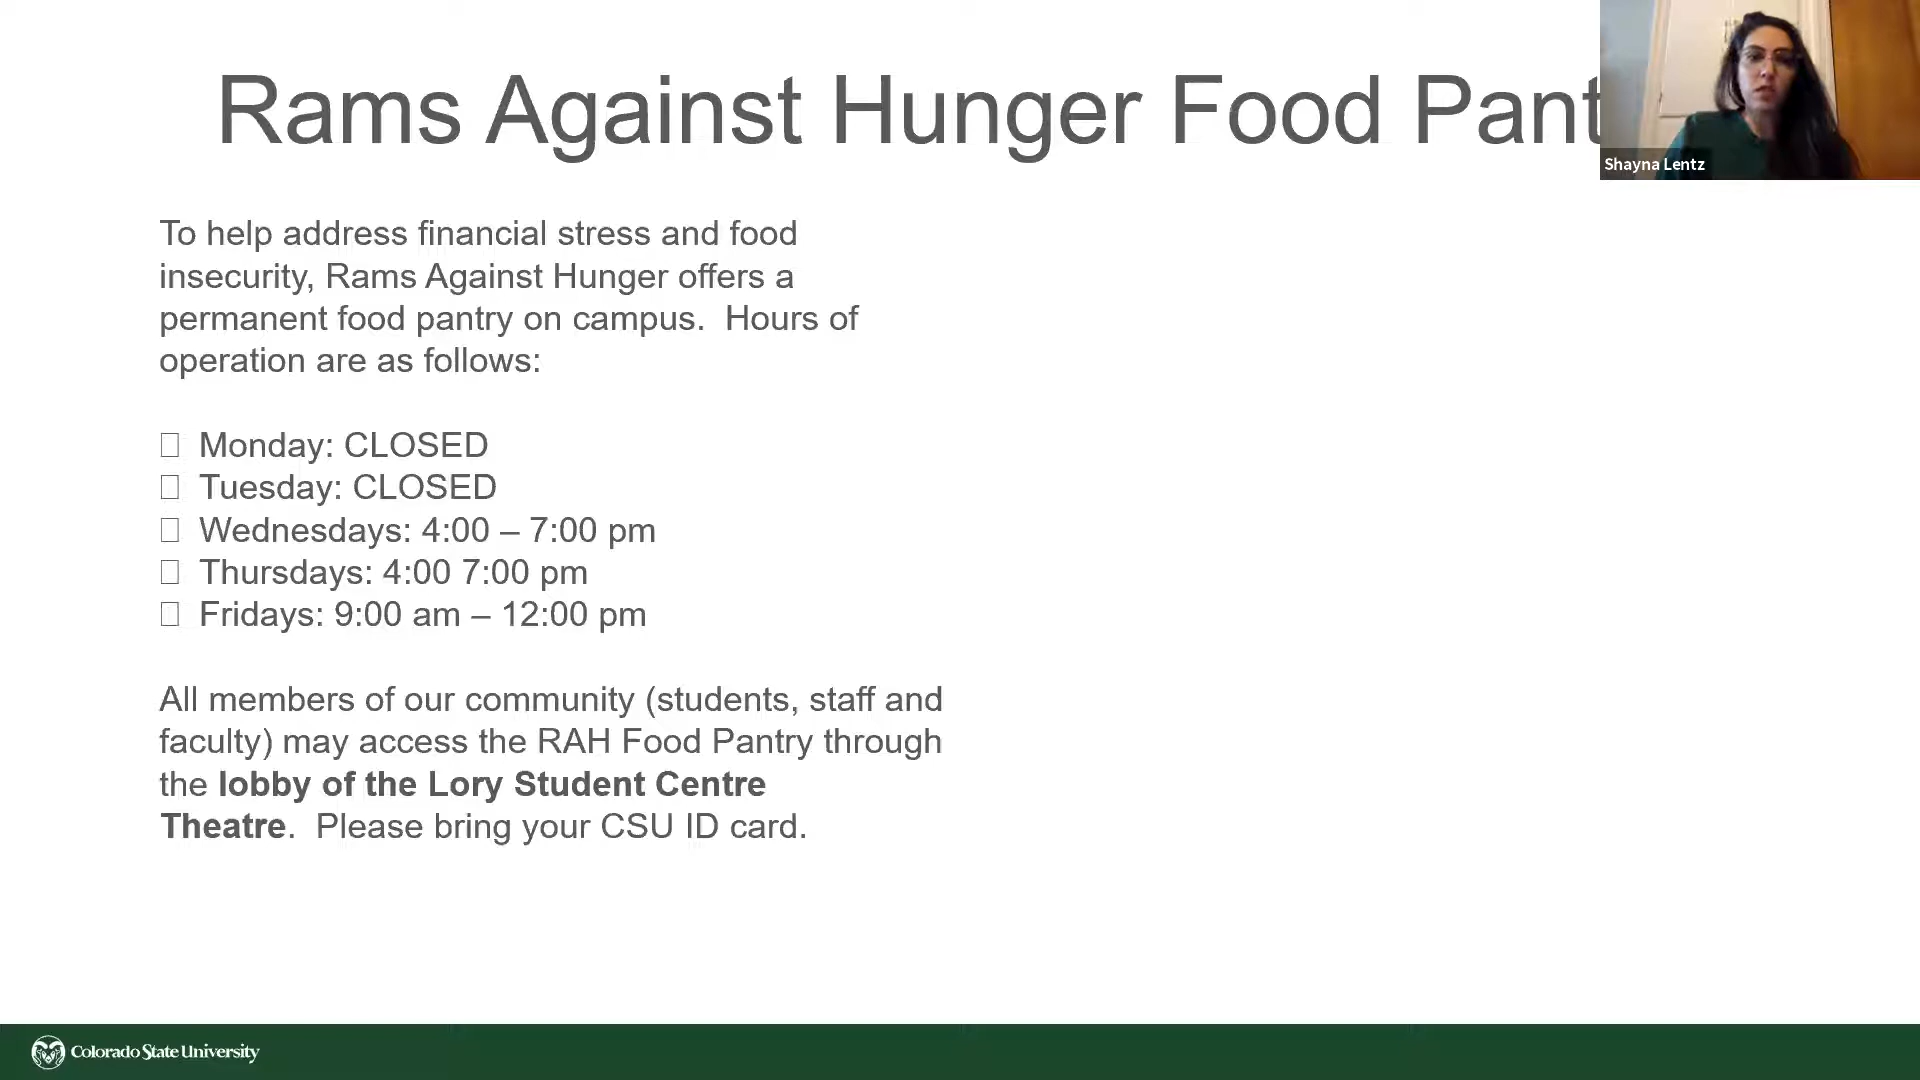 Rams Against Hunger Food Pant
Shayna Lentz
To help address financial stress and food
insecurity, Rams Against Hunger offers a
permanent food pantry on campus.  Hours of
operation are as follows:
Monday: CLOSED
Tuesday: CLOSED
Wednesdays: 4:00 – 7:00 pm
Thursdays: 4:00 7:00 pm
Fridays: 9:00 am – 12:00 pm
All members of our community (students, staff and
faculty) may access the RAH Food Pantry through
the lobby of the Lory Student Centre
Theatre.  Please bring your CSU ID card.
Colorado State University